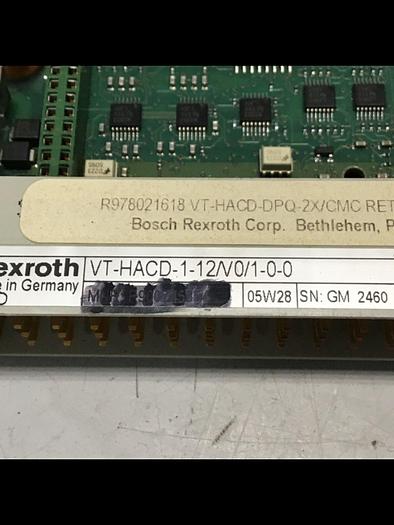 R978021618 VT-HACD-DPQ-2X/CMC RET
Bosch Rexroth Corp. Bethlehem, P
exroth VT-HACD-1-12/V0/1-0-0
e in Germany 05W28 SN: GM 2460